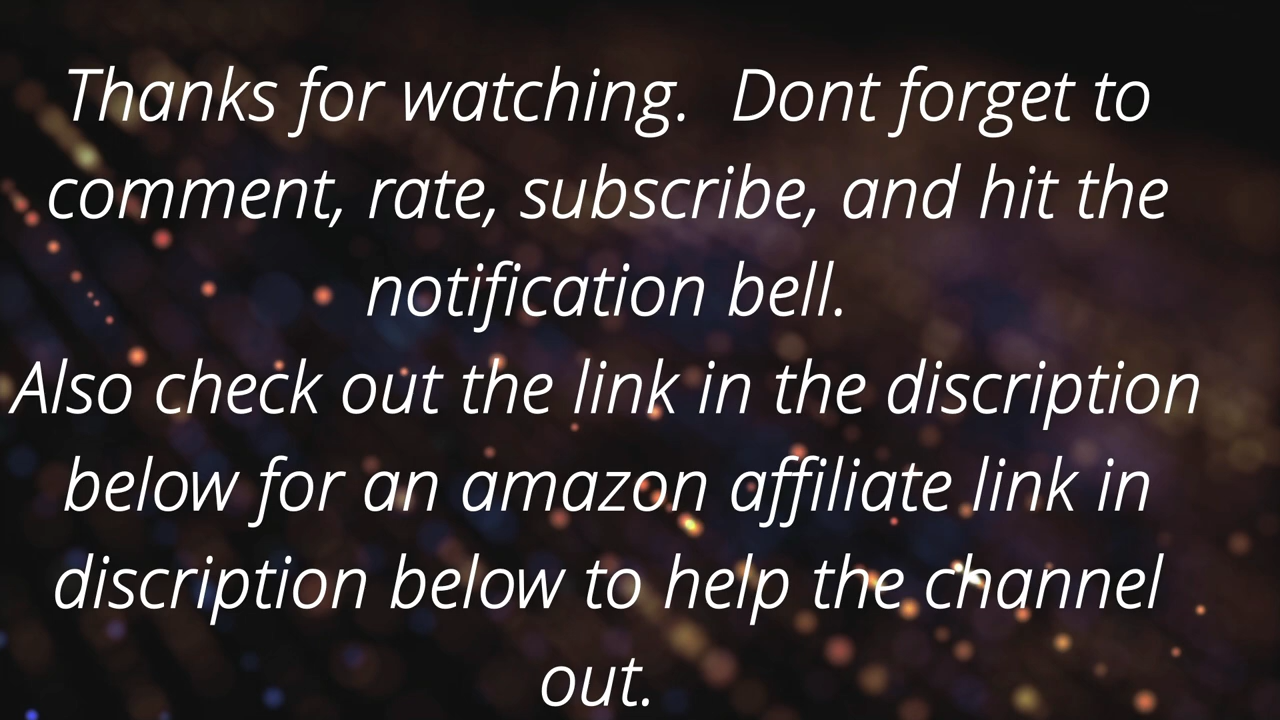 Thanks for watching.  Dont forget to
comment, rate, subscribe, and hit the
notification bell.
Also check out the link in the discription
below for an amazon affiliate link in
discription below to help the channel
out.